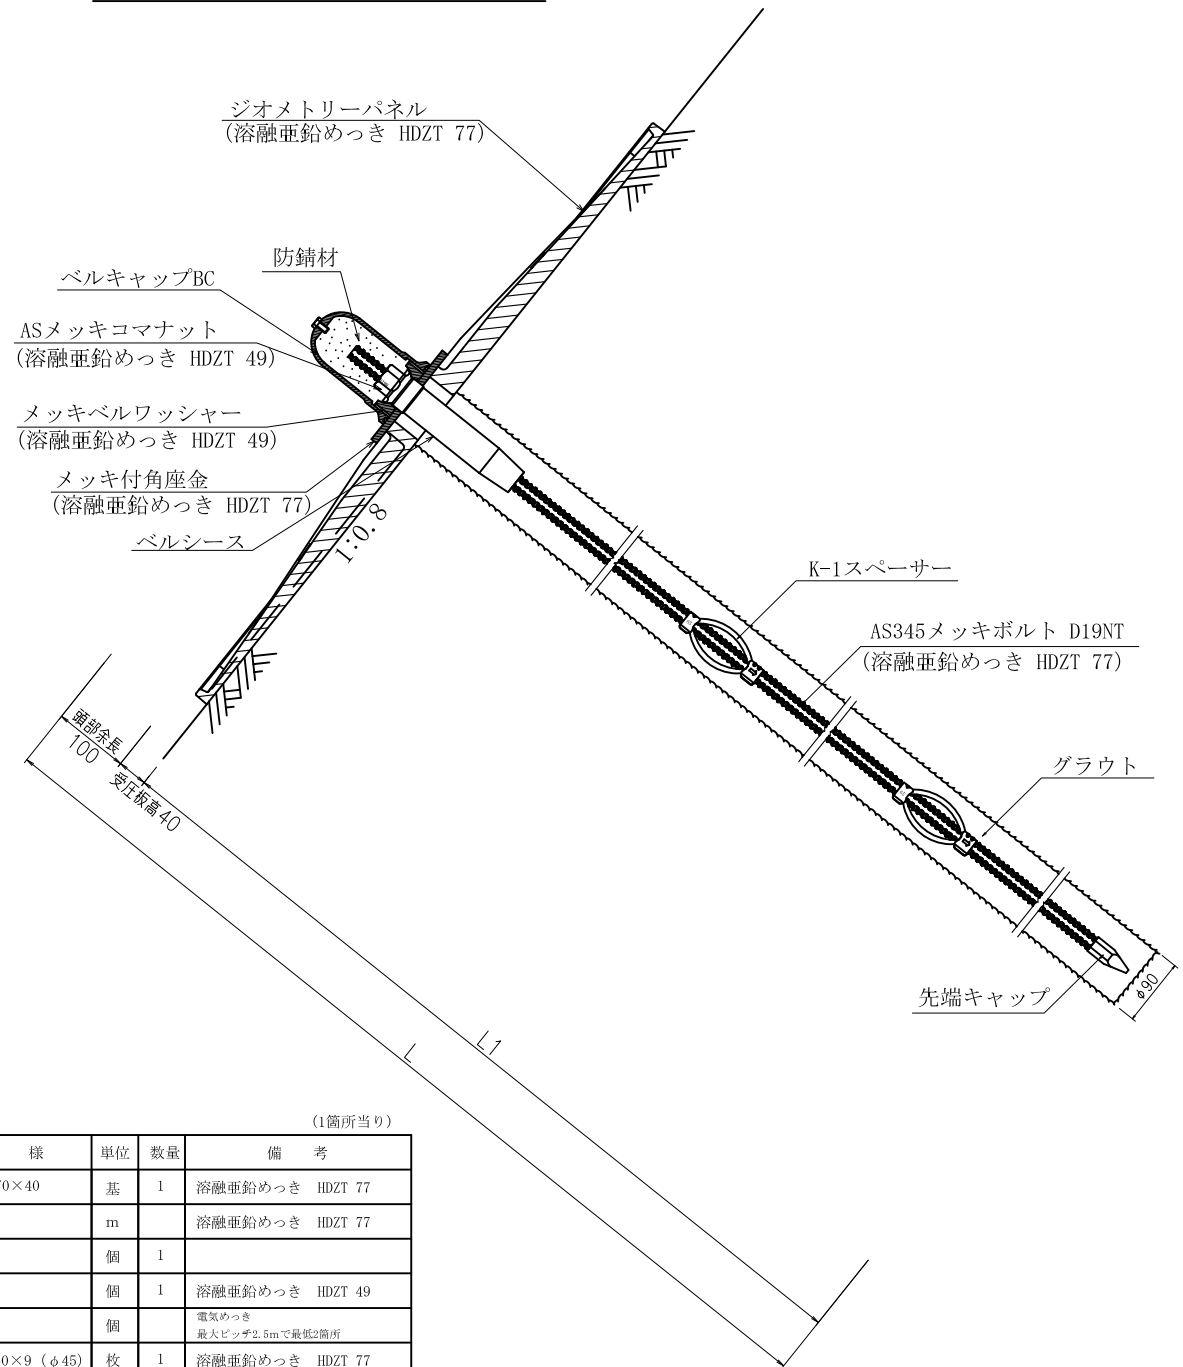 ジオメトリーパネル
(溶融亜鉛めっき HDZT 77)
防錆材
ベルキャップBC
ASメッキコマナット
(溶融亜鉛めっき HDZT 49)
メッキベルワッシャー
(溶融亜鉛めっき HDZT 49)
メッキ付角座金
(溶融亜鉛めっき HDZT 77)
ベルシース
1:0.8
K-1スペーサー
AS345メッキボルト D19NT
(溶融亜鉛めっき HDZT 77)
グラウト
先端キャップ
φ90
頭部余長
100
受圧板高40
L1
L
(1箇所当り)
様 単位 数量 備 考
0×40 基 1 溶融亜鉛めっき HDZT 77
m 溶融亜鉛めっき HDZT 77
個 1
個 1 溶融亜鉛めっき HDZT 49
個 電気めっき
最大ピッチ2.5mで最低2箇所
0×9 (φ45) 枚 1 溶融亜鉛めっき HDZT 77